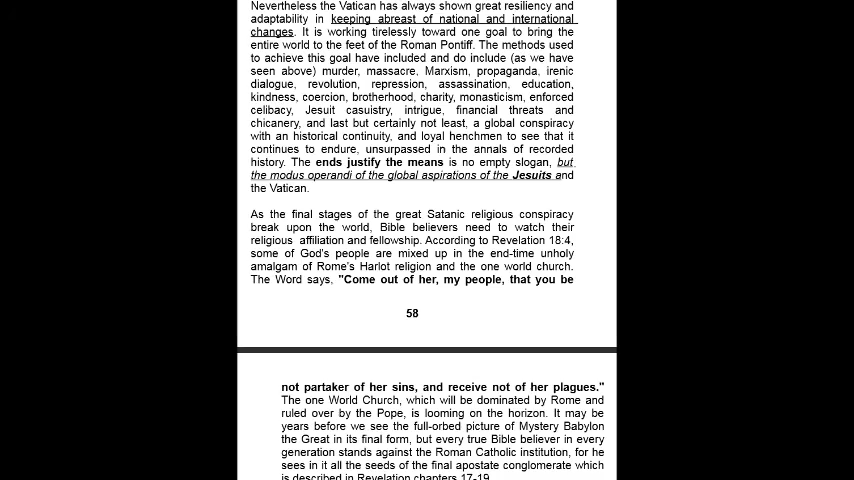 Nevertheless the Vatican has always shown great resiliency and
adaptability in keeping abreast of national and international
changes. It is working tirelessly toward one goal to bring the
entire world to the feet of the Roman Pontiff. The methods used
to achieve this goal have included and do include (as we have
seen above) murder, massacre, Marxism, propaganda, irenic
dialogue, revolution, repression, assassination, education,
kindness, coercion, brotherhood, charity, monasticism, enforced
celibacy, Jesuit casuistry, intrigue, financial threats and
chicanery, and last but certainly not least, a global conspiracy
with an historical continuity, and loyal henchmen to see that it
continues to endure, unsurpassed in the annals of recorded
history. The ends justify the means is no empty slogan, but
the modus operandi of the global aspirations of the Jesuits and
the Vatican.
As the final stages of the great Satanic religious conspiracy
break upon the world, Bible believers need to watch their
religious affiliation and fellowship. According to Revelation 18:4,
some of God's people are mixed up in the end-time unholy
amalgam of Rome's Harlot religion and the one world church.
The Word says, "Come out of her, my people, that you be
58
not partaker of her sins, and receive not of her plagues."
The one World Church, which will be dominated by Rome and
ruled over by the Pope, is looming on the horizon. It may be
years before we see the full-orbed picture of Mystery Babylon
the Great in its final form, but every true Bible believer in every
generation stands against the Roman Catholic institution, for he
sees in it all the seeds of the final apostate conglomerate which
is described in Revelation chapters 17-19.